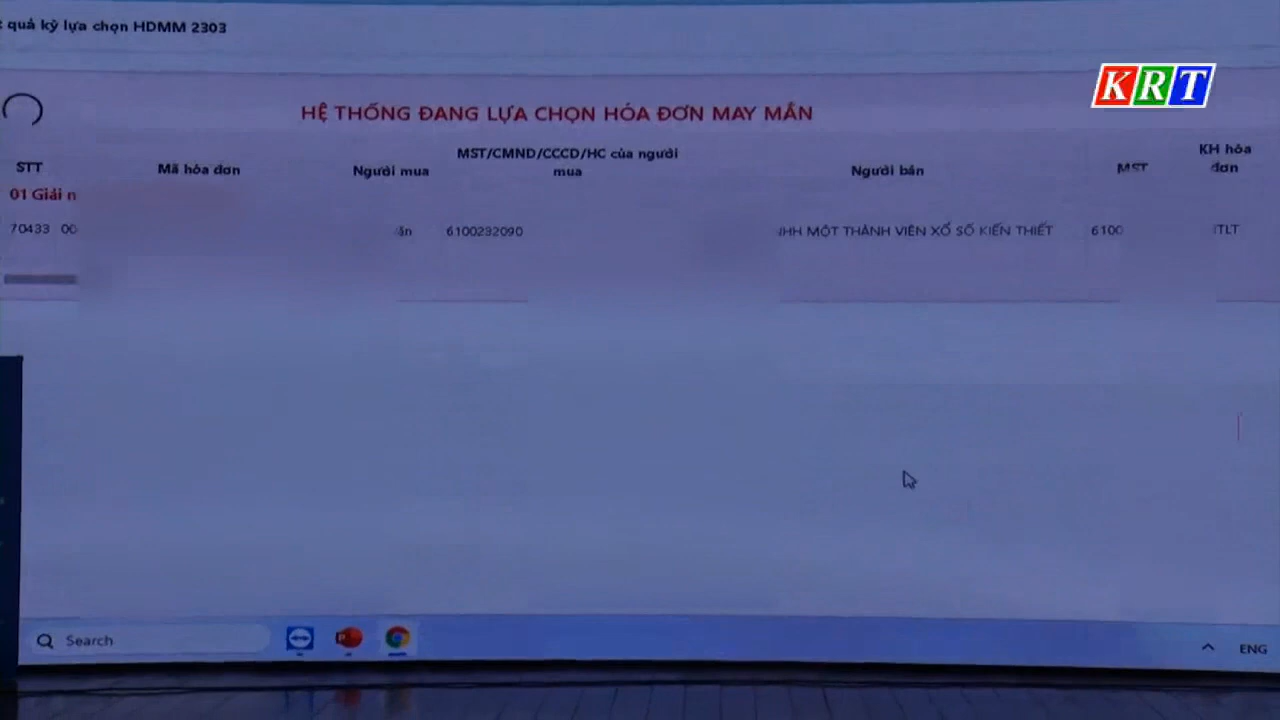 quả kỳ lựa chọn HDMM 2303
KRT
HỆ THỐNG ĐANG LỰA CHỌN HÓA ĐƠN MAY MẮN
STT
Mã hóa đơn
Người mua
MST/CMND/CCCD/HC của người
mua
Người bán
MST
KH hóa
đơn
01 Giải n
70433 00
6100232090
MỘT THÀNH VIÊN XỔ SỐ KIẾN THIẾT
6100
TLT
Search
ENG